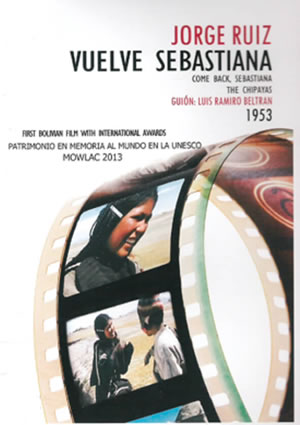 JORGE RUIZ
VUELVE SEBASTIANA
COME BACK, SEBASTIANA
THE CHIPAYAS
GUIÓN: LUIS RAMIRO BELTRAN
1953
FIRST BOLIVIAN FILM WITH INTERNATIONAL AWARDS
PATRIMONIO EN MEMORIA AL MUNDO EN LA UNESCO
MOWLAC 2013